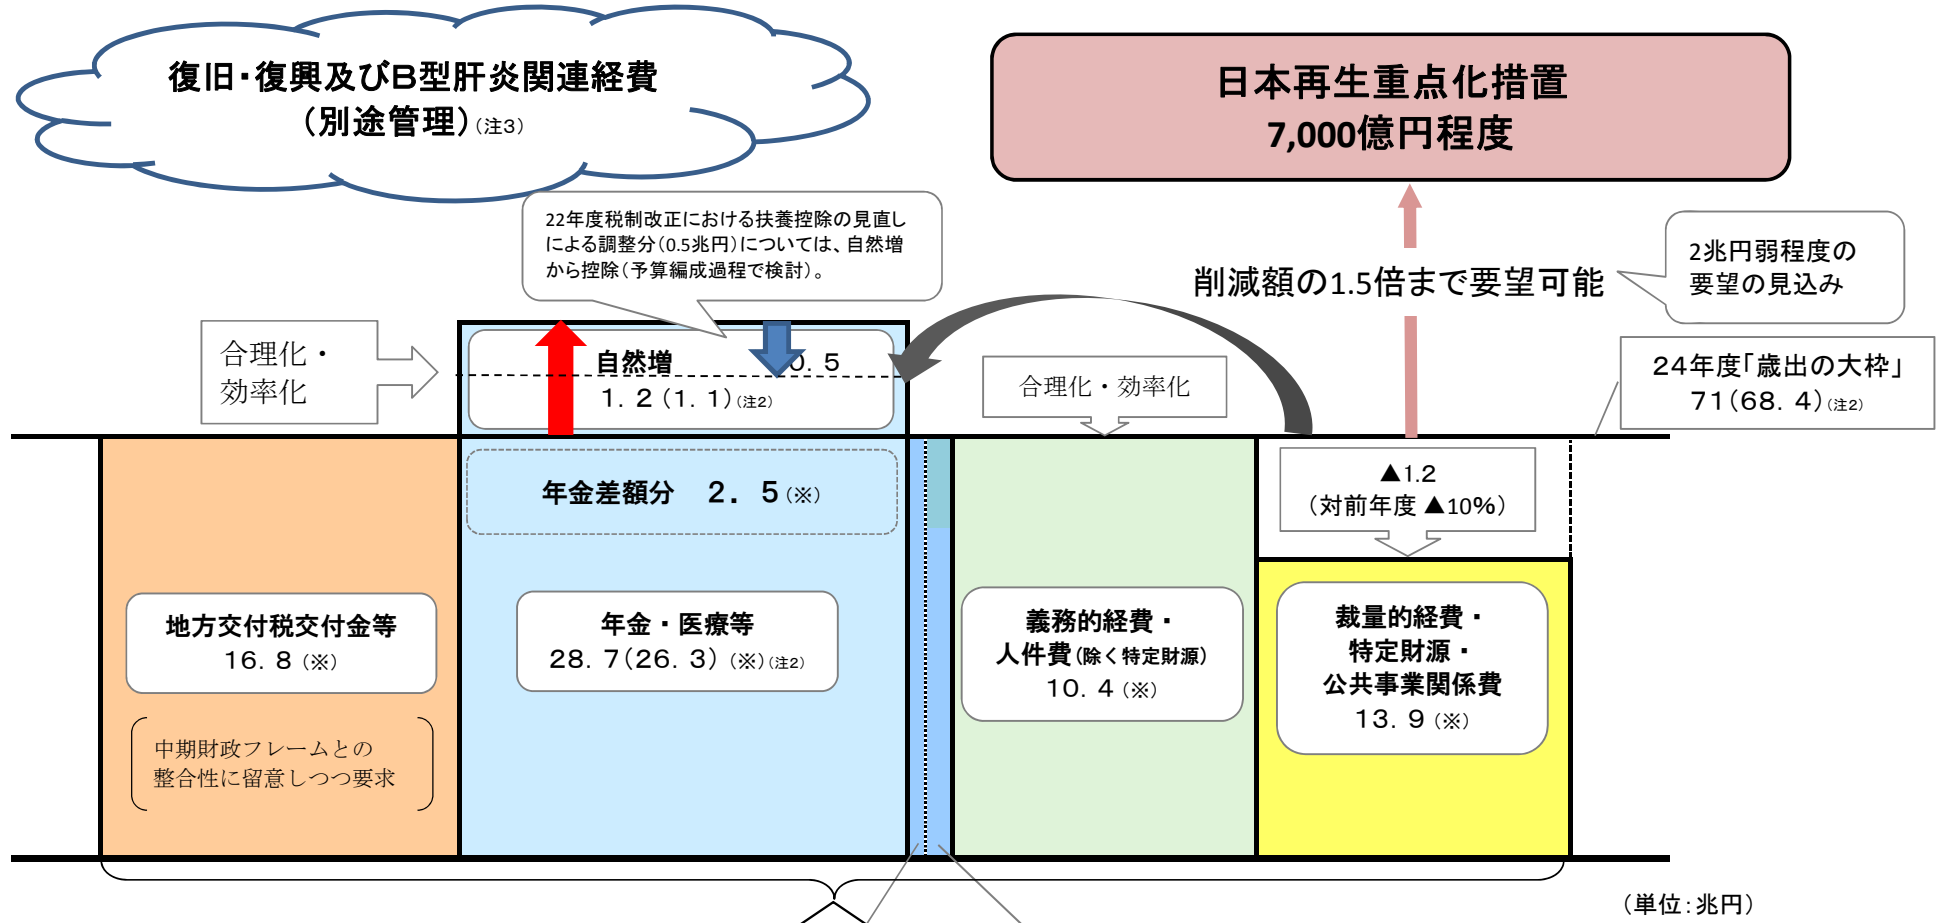 復旧・復興及びB型肝炎関連経費
（別途管理）（注3）
日本再生重点化措置
7,000億円程度
22年度税制改正における扶養控除の見直し
による調整分（0.5兆円）については、自然増
から控除（予算編成過程で検討）。
2兆円弱程度の
要望の見込み
削減額の1.5倍まで要望可能
合理化・
効率化
自然増
0．5
1．2（1．1）（注2）
合理化・効率化
24年度「歳出の大枠」
71（68．4）（注2）
年金差額分　2．5（※）
▲1.2
（対前年度 ▲10%）
地方交付税交付金等
16．8（※）
年金・医療等
28．7（26．3）（※）（注2）
義務的経費・
人件費（除く特定財源）
10．4（※）
裁量的経費・
特定財源・
公共事業関係費
13．9（※）
中期財政フレームとの
整合性に留意しつつ要求
（単位：兆円）